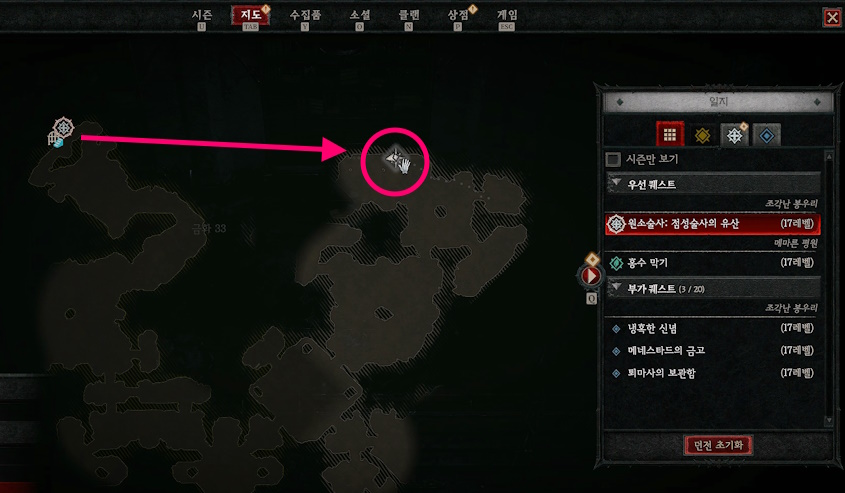 시즌 지도 수집품 소셜 클랜 상점 게임
U TAB Y O N P ESC
일지
시즌만 보기
우선 퀘스트
조각난 봉우리
원소술사: 점성술사의 유산 (17레벨)
메마른 평원
홍수 막기 (17레벨)
부가 퀘스트 (3 / 20)
조각난 봉우리
냉혹한 신념 (17레벨)
메네스타드의 금고 (17레벨)
퇴마사의 보관함 (17레벨)
Q
금화 33
던전 초기화